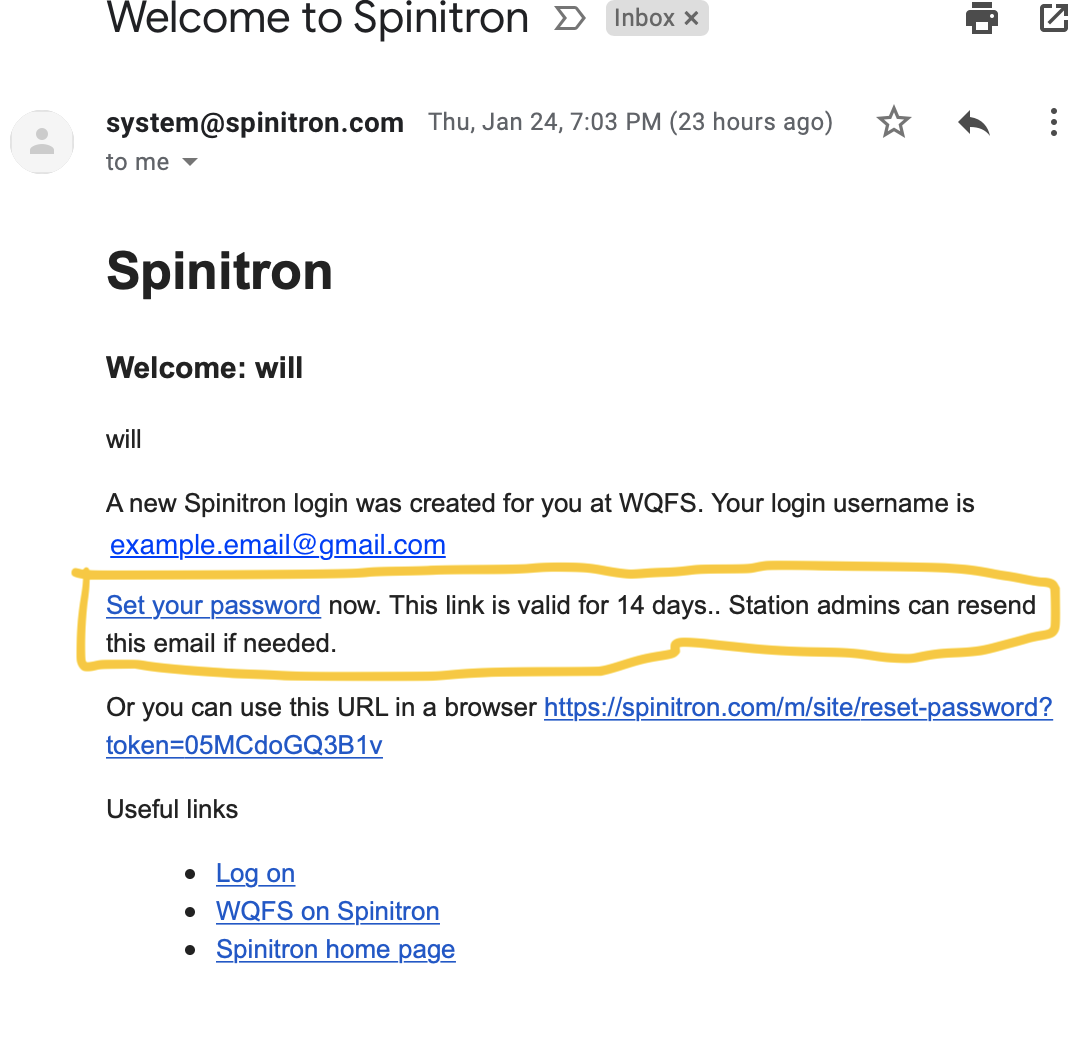 Welcome to Spinitron Inbox ×
system@spinitron.com Thu, Jan 24, 7:03 PM (23 hours ago)
to me
Spinitron
Welcome: will
will
A new Spinitron login was created for you at WQFS. Your login username is
example.email@gmail.com
Set your password now. This link is valid for 14 days.. Station admins can resend
this email if needed.
Or you can use this URL in a browser https://spinitron.com/m/site/reset-password?
token=05MCdoGQ3B1v
Useful links
• Log on
• WQFS on Spinitron
• Spinitron home page